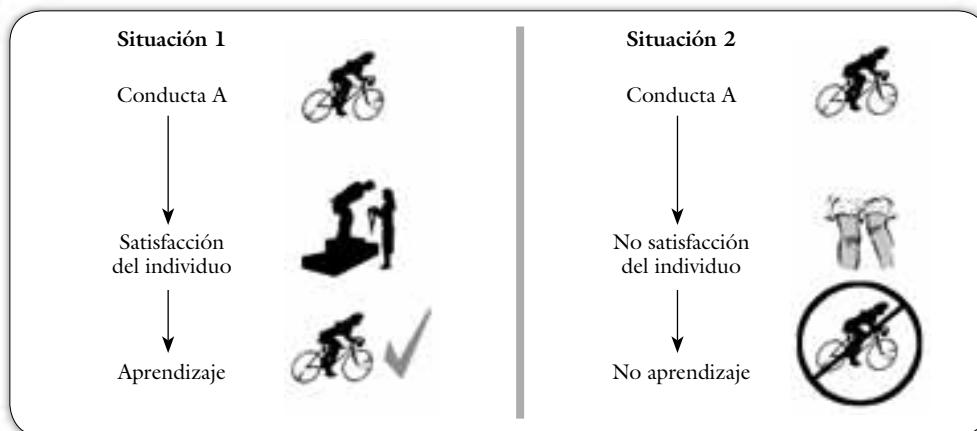 Situación 1
Conducta A
Satisfacción
del individuo
Aprendizaje
Situación 2
Conducta A
No satisfacción
del individuo
No aprendizaje